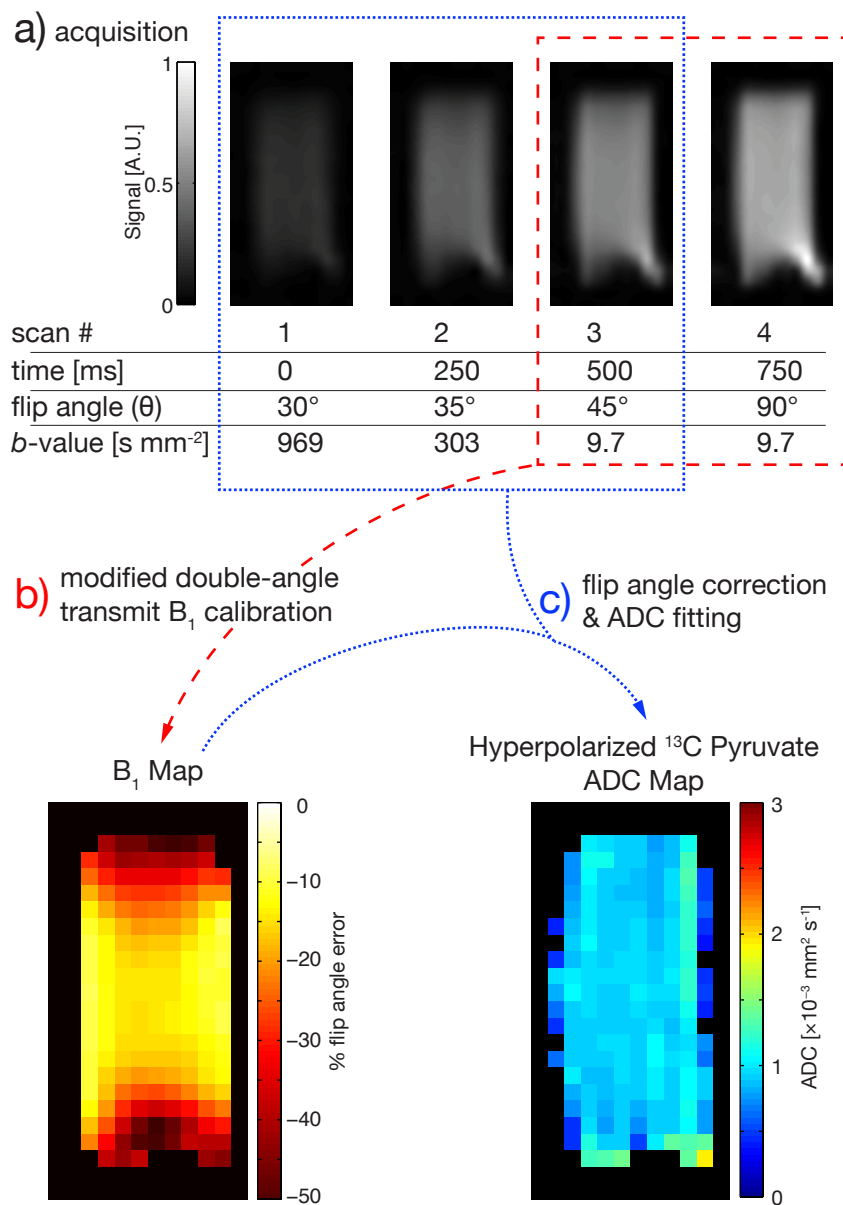 a) acquisition
1
0.5
0
Signal [A.U.]
scan # 1 2 3 4
time [ms] 0 250 500 750
flip angle (θ) 30° 35° 45° 90°
b-value [s mm⁻²] 969 303 9.7 9.7
b) modified double-angle
transmit B₁ calibration
c) flip angle correction
& ADC fitting
B₁ Map
0
−10
−20
−30
−40
−50
% flip angle error
Hyperpolarized ¹³C Pyruvate
ADC Map
3
2
1
0
ADC [×10⁻³ mm² s⁻¹]